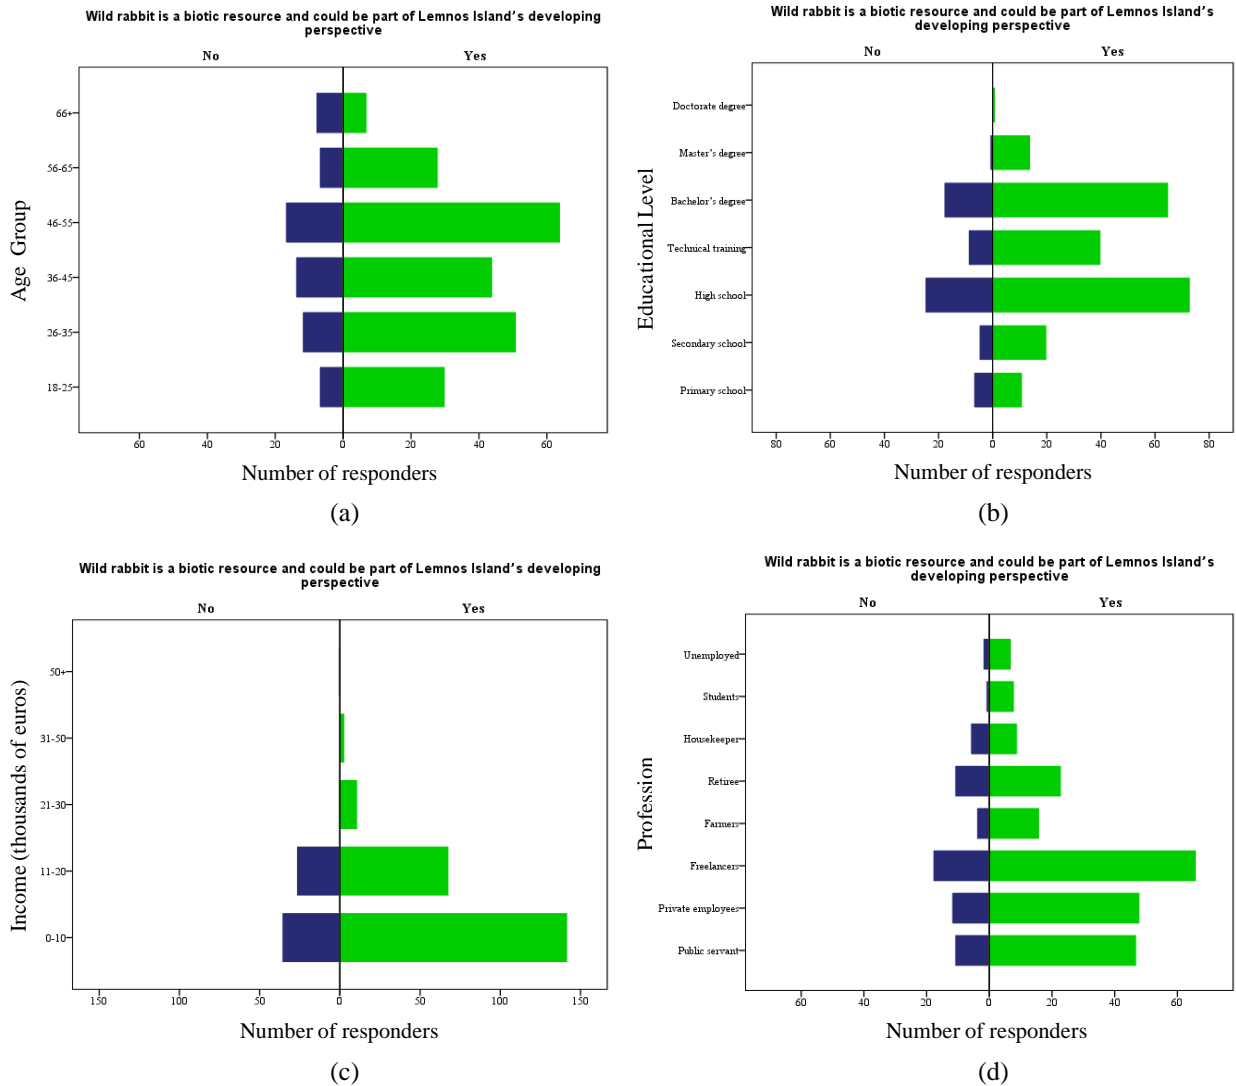 Wild rabbit is a biotic resource and could be part of Lemnos Island's developing
perspective
No Yes
66+
56-65
46-55
36-45
26-35
18-25
Age Group
60 40 20 0 20 40 60
Number of responders
(a)
Wild rabbit is a biotic resource and could be part of Lemnos Island's
developing perspective
No Yes
Doctorate degree
Master's degree
Bachelor's degree
Technical training
High school
Secondary school
Primary school
Educational Level
80 60 40 20 0 20 40 60 80
Number of responders
(b)
Wild rabbit is a biotic resource and could be part of Lemnos Island's developing
perspective
No Yes
50+
31-50
21-30
11-20
0-10
Income (thousands of euros)
150 100 50 0 50 100 150
Number of responders
(c)
Wild rabbit is a biotic resource and could be part of Lemnos Island's
developing perspective
No Yes
Unemployed
Students
Housekeeper
Retiree
Farmers
Freelancers
Private employees
Public servant
Profession
60 40 20 0 20 40 60
Number of responders
(d)